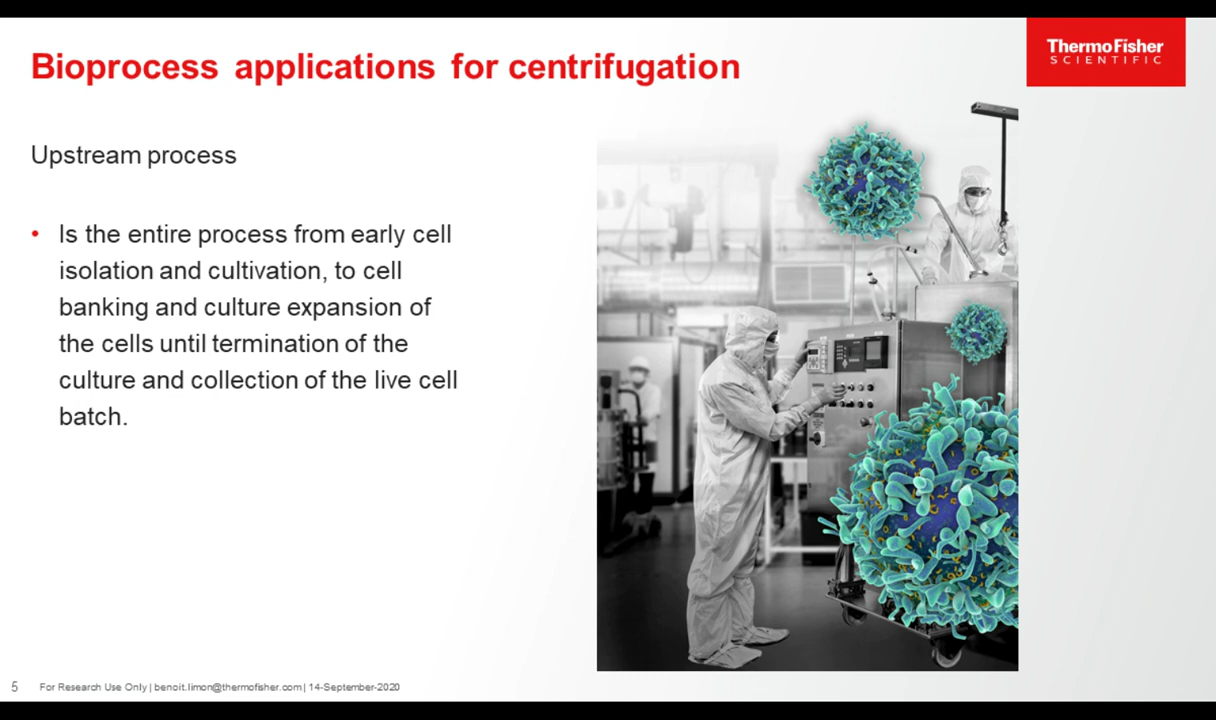 Bioprocess applications for centrifugation
ThermoFisher
SCIENTIFIC
Upstream process
• Is the entire process from early cell
isolation and cultivation, to cell
banking and culture expansion of
the cells until termination of the
culture and collection of the live cell
batch.
5 For Research Use Only | benoit.limon@thermofisher.com | 14-September-2020